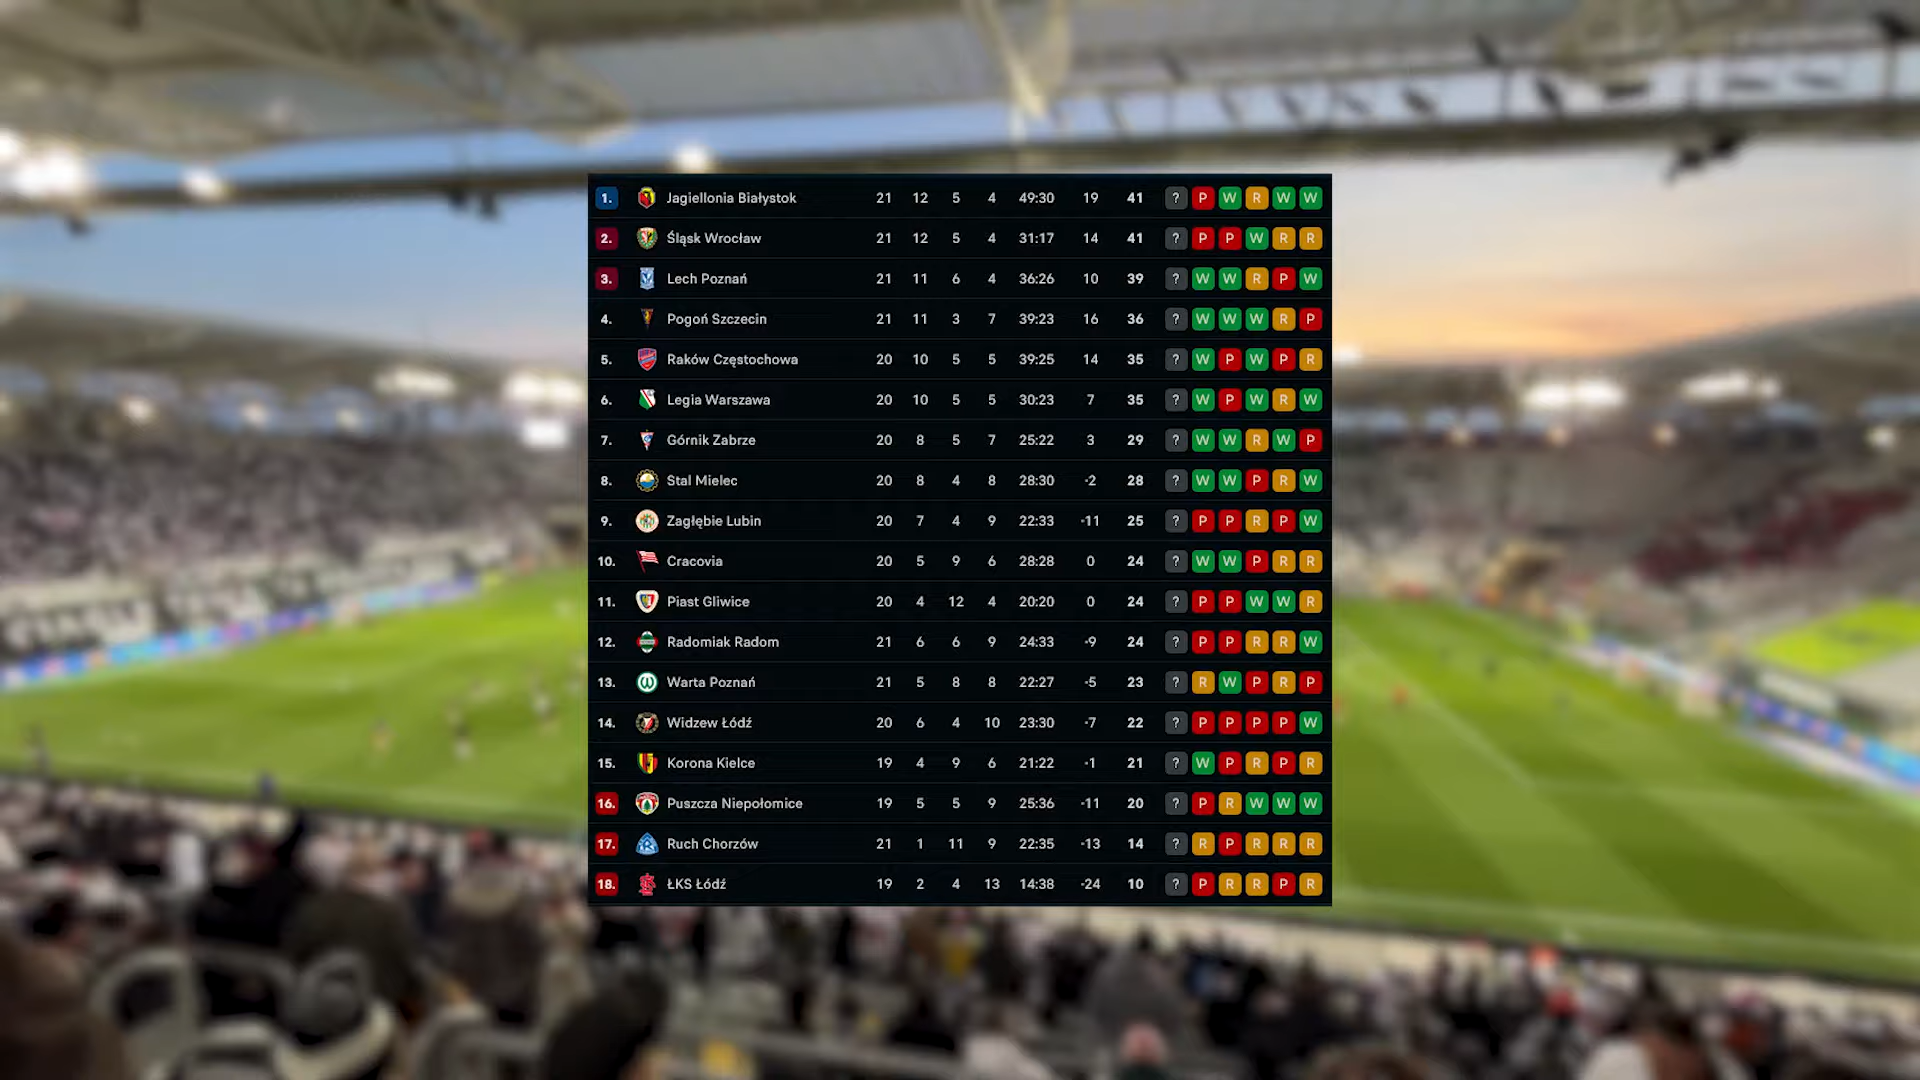 1. Jagiellonia Białystok 21 12 5 4 49:30 19 41 ? P W R W W
2. Śląsk Wrocław 21 12 5 4 31:17 14 41 ? P P W R R
3. Lech Poznań 21 11 6 4 36:26 10 39 ? W W R P W
4. Pogoń Szczecin 21 11 3 7 39:23 16 36 ? W W W R P
5. Raków Częstochowa 20 10 5 5 39:25 14 35 ? W P W P R
6. Legia Warszawa 20 10 5 5 30:23 7 35 ? W P W R W
7. Górnik Zabrze 20 8 5 7 25:22 3 29 ? W W R W P
8. Stal Mielec 20 8 4 8 28:30 -2 28 ? W W P R W
9. Zagłębie Lubin 20 7 4 9 22:33 -11 25 ? P P R P W
10. Cracovia 20 5 9 6 28:28 0 24 ? W W P R R
11. Piast Gliwice 20 4 12 4 20:20 0 24 ? P P W W R
12. Radomiak Radom 21 6 6 9 24:33 -9 24 ? P P R R W
13. Warta Poznań 21 5 8 8 22:27 -5 23 ? R W P R P
14. Widzew Łódź 20 6 4 10 23:30 -7 22 ? P P P P W
15. Korona Kielce 19 4 9 6 21:22 -1 21 ? W P R P R
16. Puszcza Niepołomice 19 5 5 9 25:36 -11 20 ? P R W W W
17. Ruch Chorzów 21 1 11 9 22:35 -13 14 ? R P R R R
18. ŁKS Łódź 19 2 4 13 14:38 -24 10 ? P R R P R